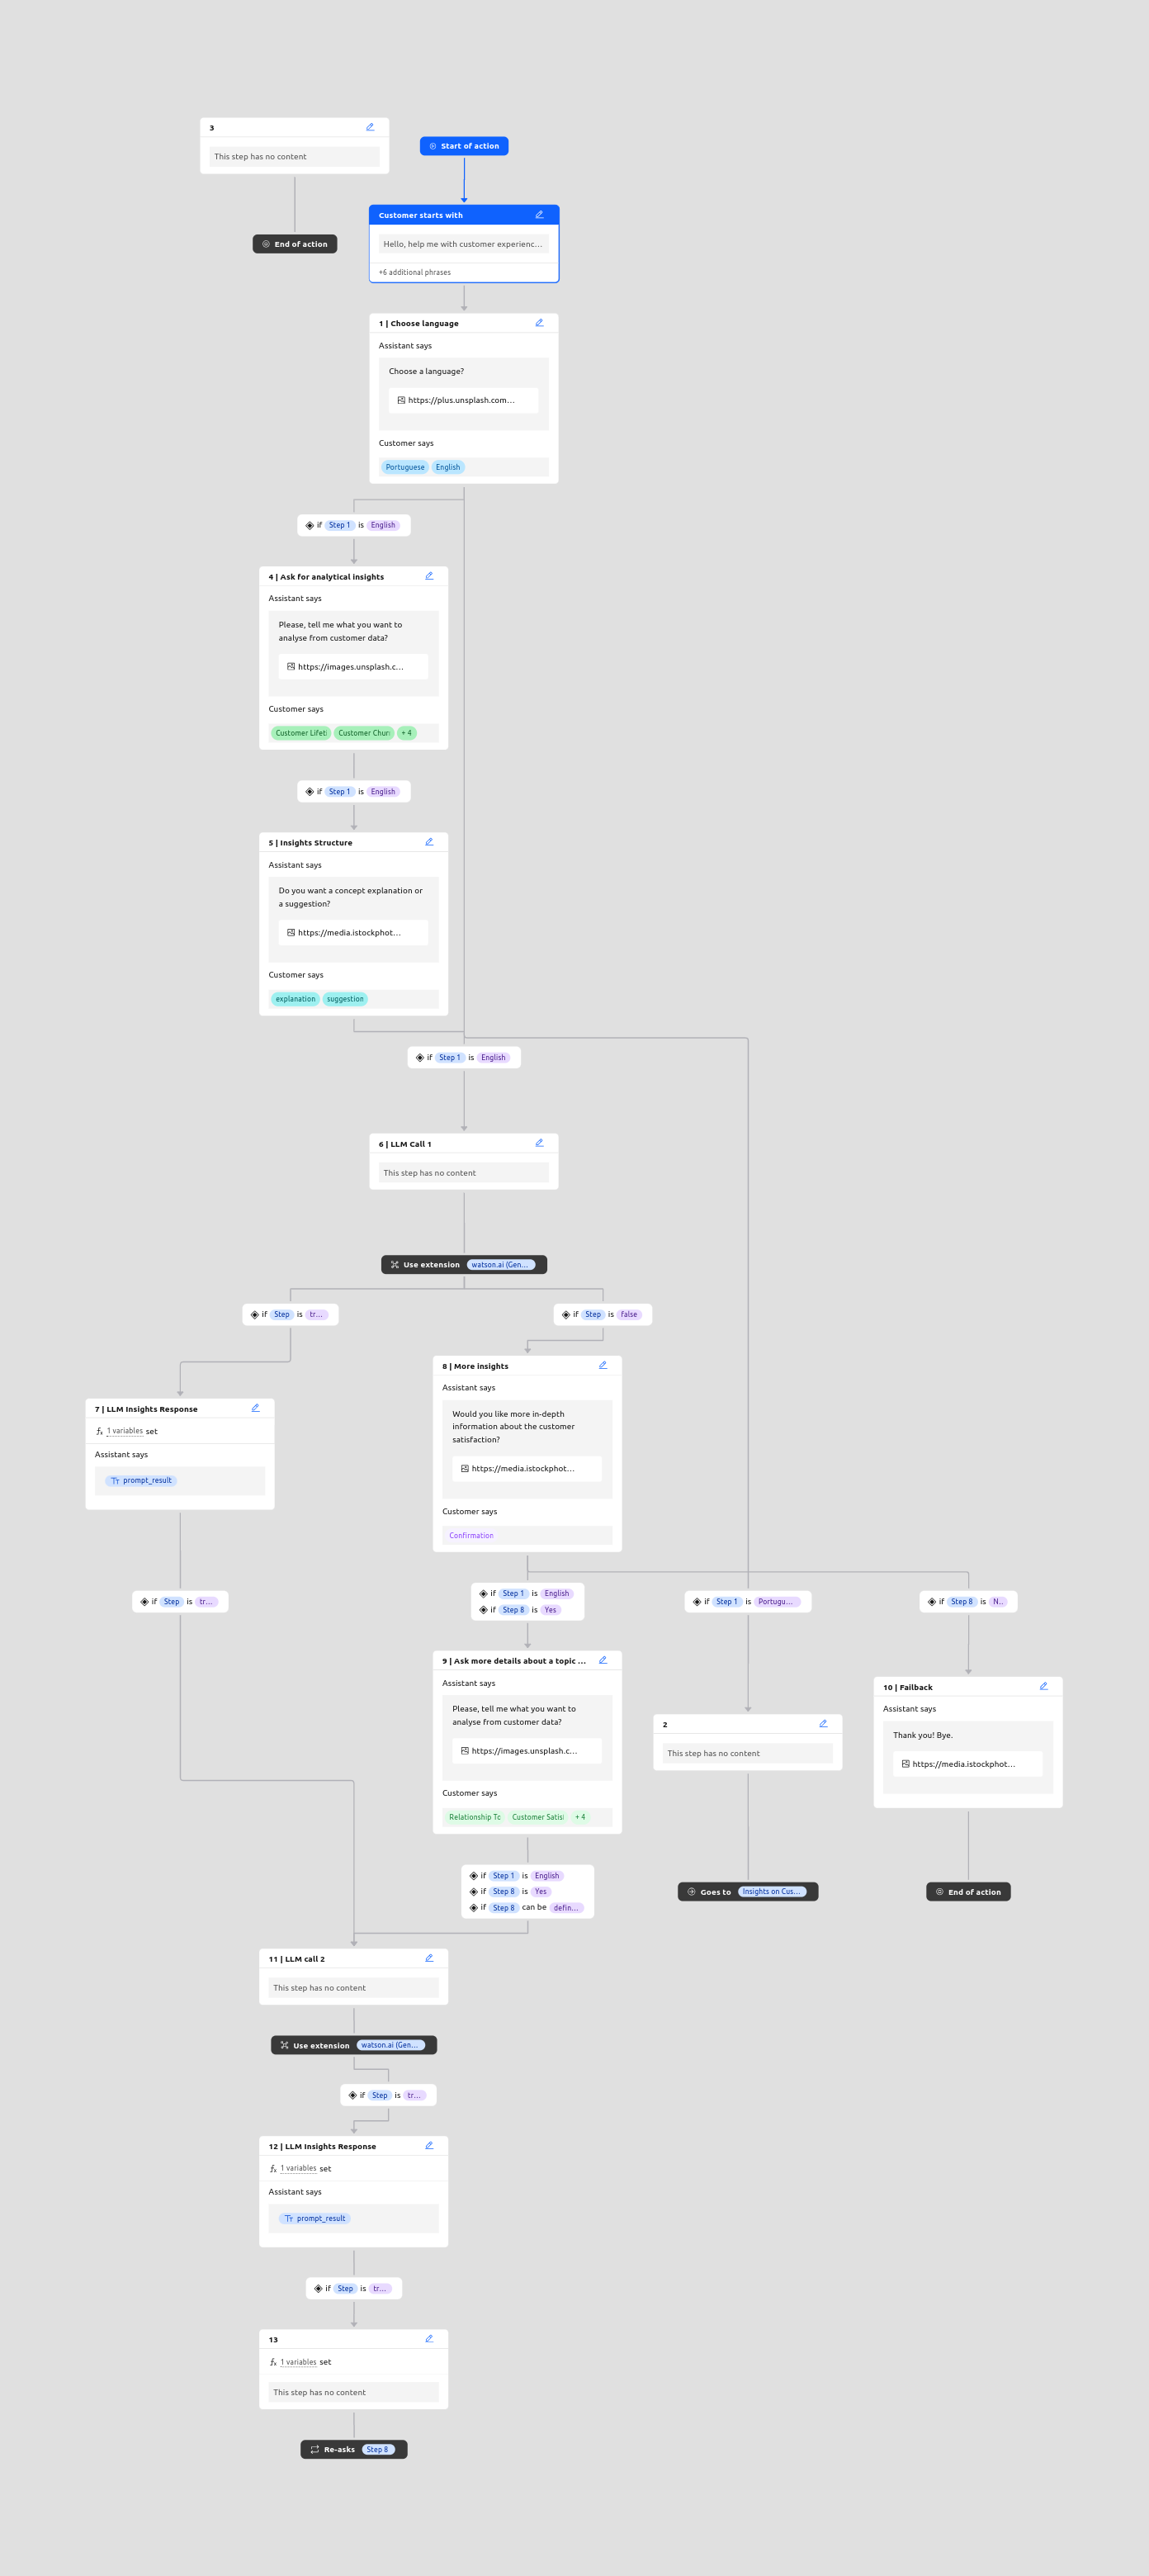 3
This step has no content
End of action
Start of action
Customer starts with
Hello, help me with customer experienc...
+6 additional phrases
1 | Choose language
Assistant says
Choose a language?
https://plus.unsplash.com...
Customer says
Portuguese English
if Step 1 is English
4 | Ask for analytical insights
Assistant says
Please, tell me what you want to
analyse from customer data?
https://images.unsplash.c...
Customer says
Customer Lifeti Customer Churn + 4
if Step 1 is English
5 | Insights Structure
Assistant says
Do you want a concept explanation or
a suggestion?
https://media.istockphot...
Customer says
explanation suggestion
if Step 1 is English
6 | LLM Call 1
This step has no content
Use extension watson.ai (Gen...
if Step is tr...
if Step is false
7 | LLM Insights Response
1 variables set
Assistant says
prompt_result
if Step is tr...
8 | More insights
Assistant says
Would you like more in-depth
information about the customer
satisfaction?
https://media.istockphot...
Customer says
Confirmation
if Step 1 is English
if Step 8 is Yes
if Step 1 is Portugu...
if Step 8 is N..
9 | Ask more details about a topic ...
Assistant says
Please, tell me what you want to
analyse from customer data?
https://images.unsplash.c...
Customer says
Relationship To Customer Satis + 4
if Step 1 is English
if Step 8 is Yes
if Step 8 can be defin...
2
This step has no content
Goes to Insights on Cus...
10 | Failback
Assistant says
Thank you! Bye.
https://media.istockphot...
End of action
11 | LLM call 2
This step has no content
Use extension watson.ai (Gen...
if Step is tr...
12 | LLM Insights Response
1 variables set
Assistant says
prompt_result
if Step is tr...
13
1 variables set
This step has no content
Re-asks Step 8